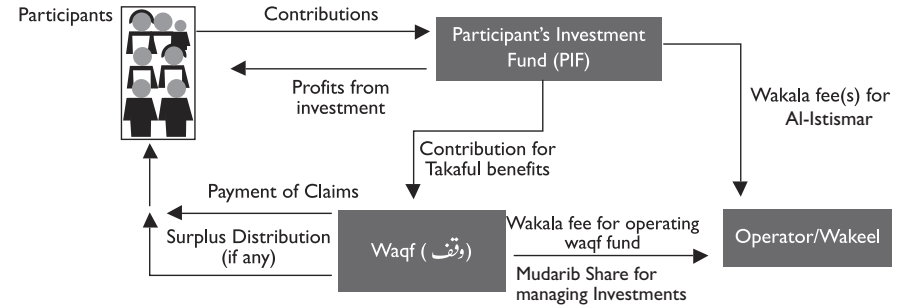 Participants
Contributions
Participant's Investment
Fund (PIF)
Profits from
investment
Wakala fee(s) for
Al-Istismar
Contribution for
Takaful benefits
Payment of Claims
Surplus Distribution
(if any)
Waqf (وقف)
Wakala fee for operating
waqf fund
Mudarib Share for
managing Investments
Operator/Wakeel